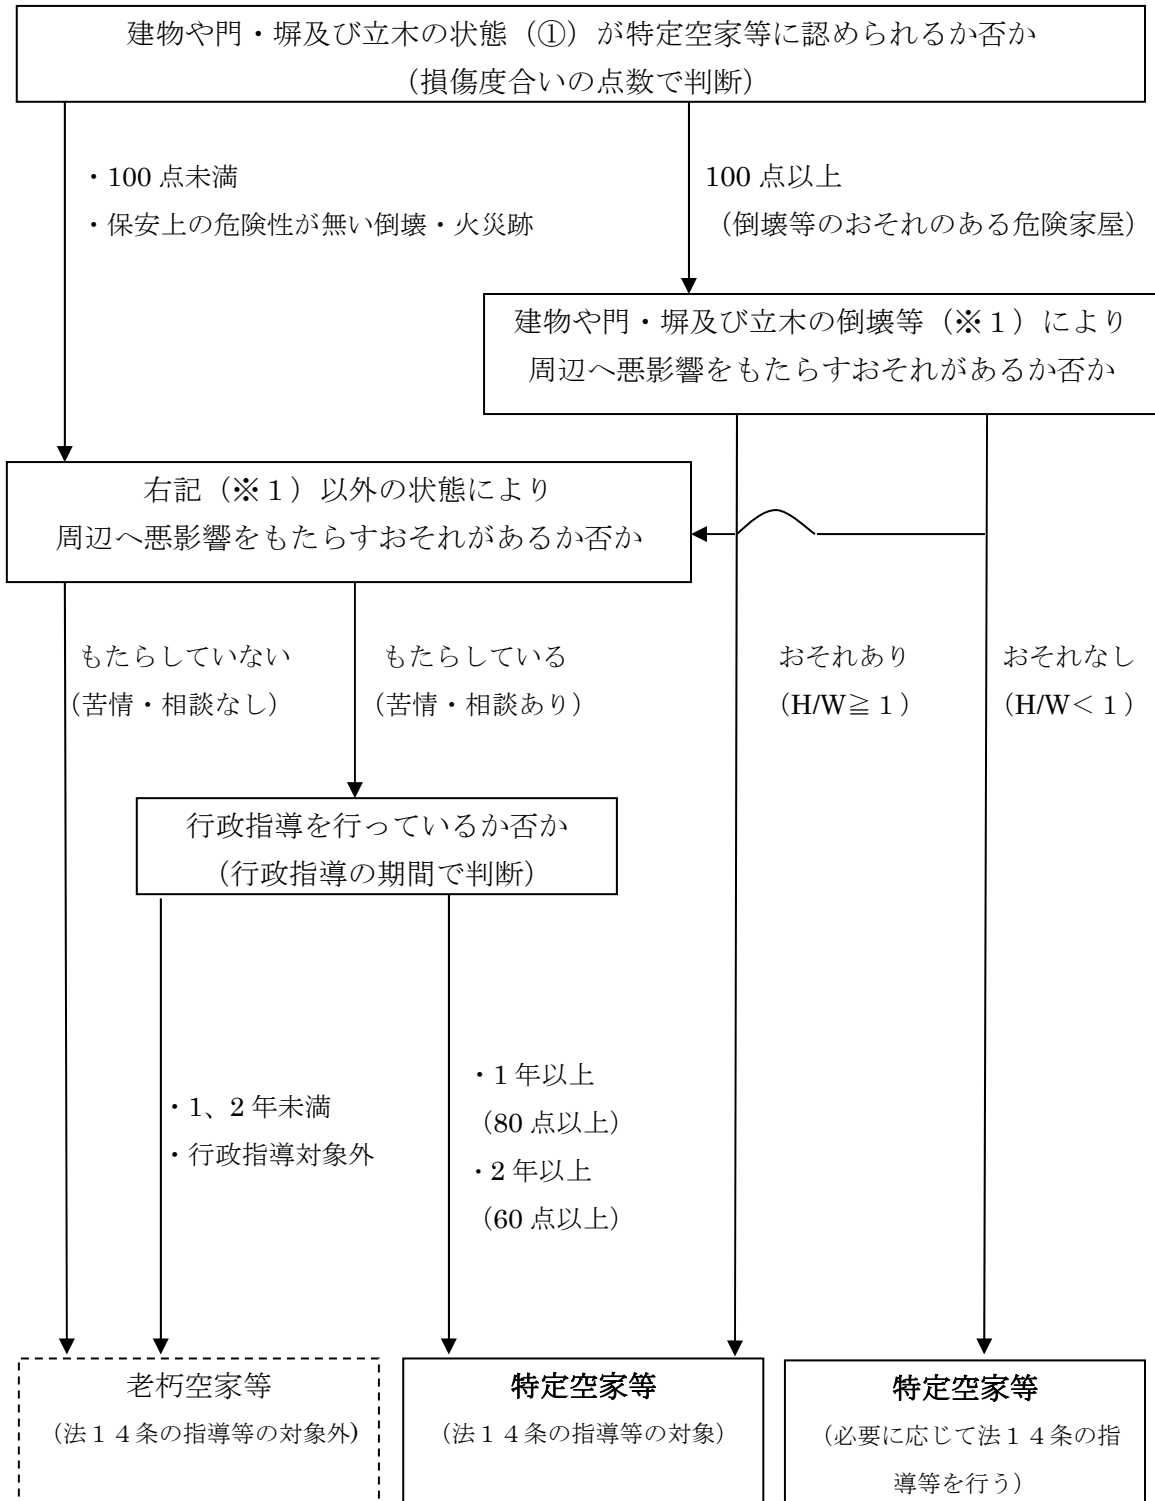 建物や門・塀及び立木の状態（①）が特定空家等に認められるか否か
（損傷度合いの点数で判断）
・100 点未満
・保安上の危険性が無い倒壊・火災跡
100 点以上
（倒壊等のおそれのある危険家屋）
建物や門・塀及び立木の倒壊等（※１）により
周辺へ悪影響をもたらすおそれがあるか否か
右記（※１）以外の状態により
周辺へ悪影響をもたらすおそれがあるか否か
もたらしていない
（苦情・相談なし）
もたらしている
（苦情・相談あり）
おそれあり
（H/W≧１）
おそれなし
（H/W＜１）
行政指導を行っているか否か
（行政指導の期間で判断）
・1、2 年未満
・行政指導対象外
・1 年以上
（80 点以上）
・2 年以上
（60 点以上）
老朽空家等
（法１４条の指導等の対象外)
特定空家等
（法１４条の指導等の対象）
特定空家等
（必要に応じて法１４条の指
導等を行う）